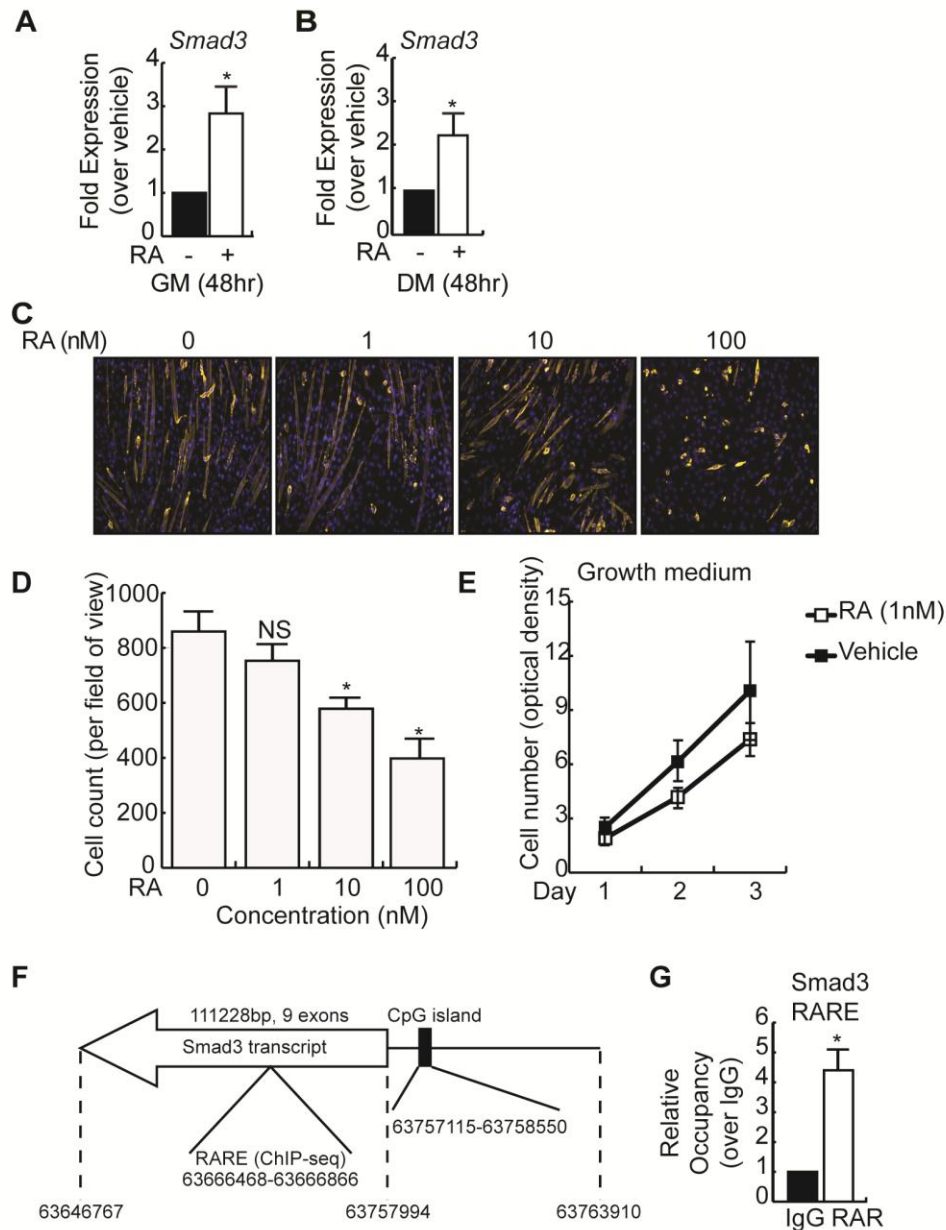 A
Smad3
Fold Expression
(over vehicle)
4
3
2
1
0
*
RA - +
GM (48hr)
B
Smad3
Fold Expression
(over vehicle)
4
3
2
1
0
*
RA - +
DM (48hr)
C
RA (nM) 0 1 10 100
D
Cell count (per field of view)
1000
800
600
400
200
0
NS
*
*
RA 0 1 10 100
Concentration (nM)
E
Growth medium
Cell number (optical density)
15
12
9
6
3
0
Day 1 2 3
RA (1nM)
Vehicle
F
111228bp, 9 exons
Smad3 transcript
CpG island
63757115-63758550
RARE (ChIP-seq)
63666468-63666866
63646767 63757994 63763910
G
Smad3
RARE
Relative
Occupancy
(over IgG)
6
5
4
3
2
1
0
*
IgG RAR